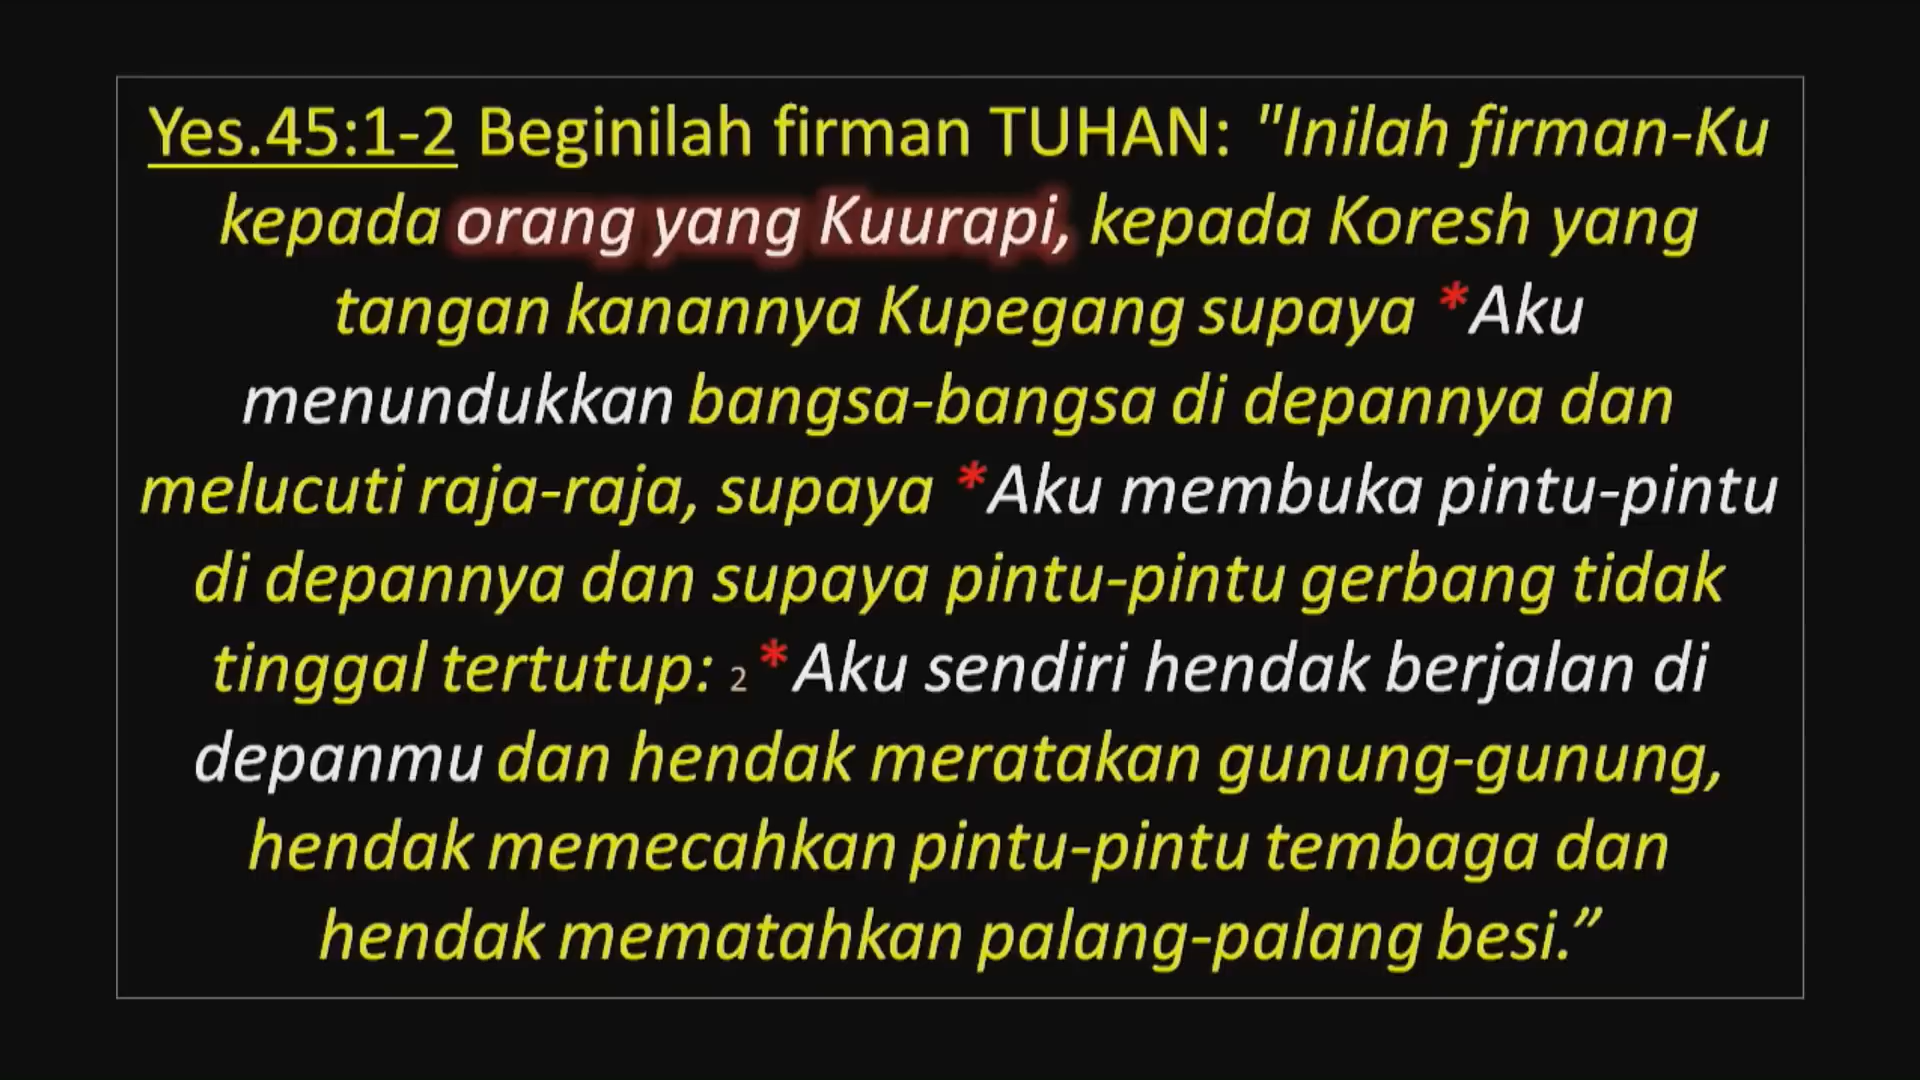 Yes.45:1-2 Beginilah firman TUHAN: "Inilah firman-Ku
kepada orang yang Kuurapi, kepada Koresh yang
tangan kanannya Kupegang supaya *Aku
menundukkan bangsa-bangsa di depannya dan
melucuti raja-raja, supaya *Aku membuka pintu-pintu
di depannya dan supaya pintu-pintu gerbang tidak
tinggal tertutup: 2 *Aku sendiri hendak berjalan di
depanmu dan hendak meratakan gunung-gunung,
hendak memecahkan pintu-pintu tembaga dan
hendak mematahkan palang-palang besi.”